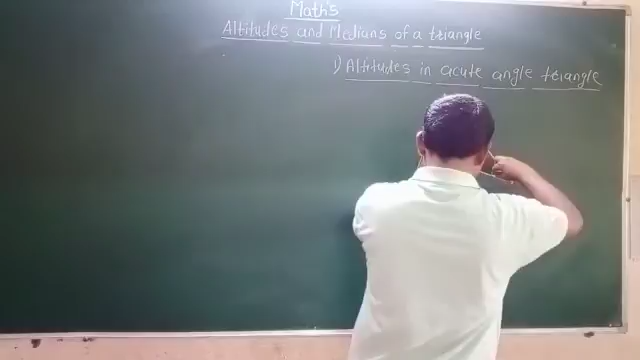 Maths
Altitudes and Medians of a triangle
1) Altitudes in acute angle triangle